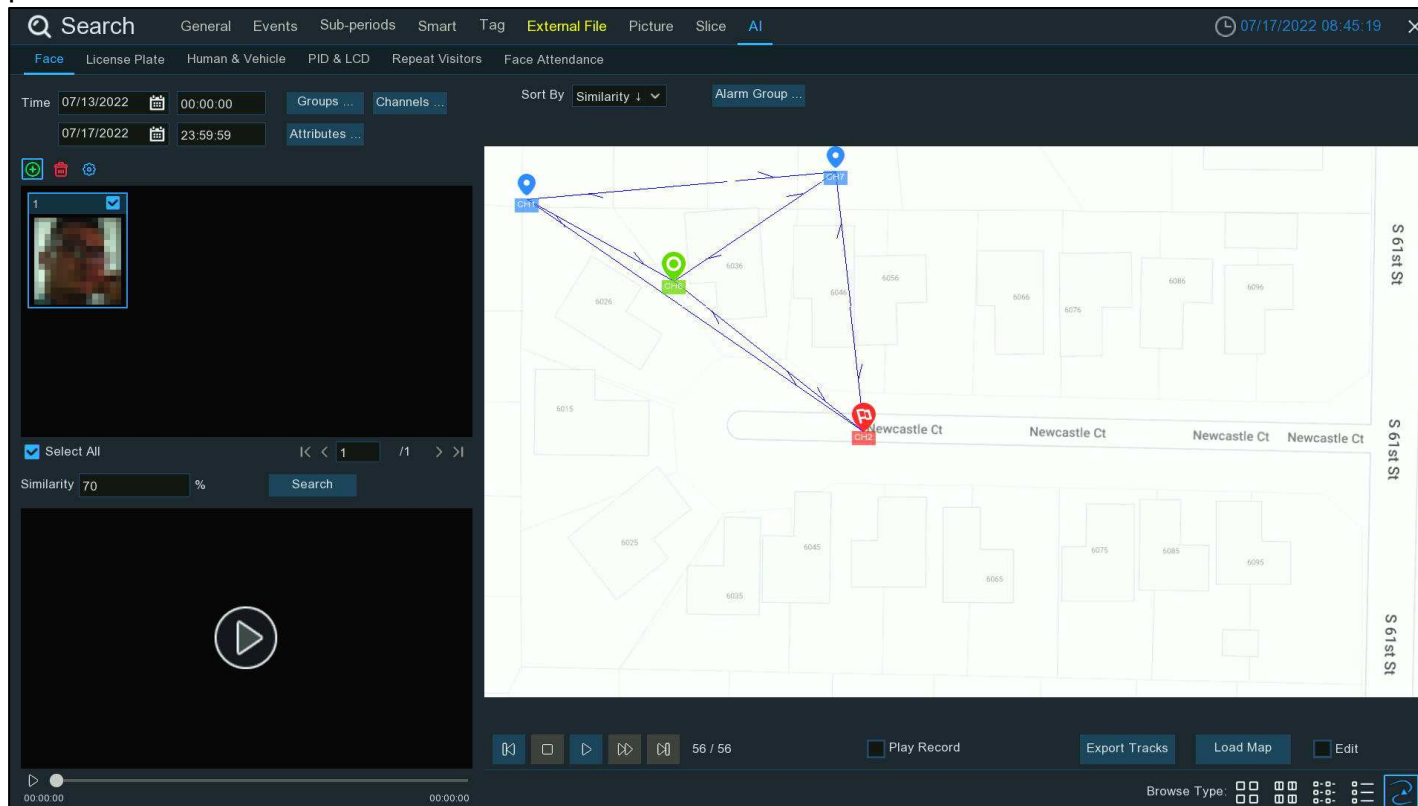 Search General Events Sub-periods Smart Tag External File Picture Slice AI 07/17/2022 08:45:19
Face License Plate Human & Vehicle PID & LCD Repeat Visitors Face Attendance
Time 07/13/2022 00:00:00 Groups ... Channels ... Sort By Similarity ↓ Alarm Group ...
07/17/2022 23:59:59 Attributes ...
1
CH7
CH1
S 61st St
6036
CH6
6056
6086
6096
6046
6026
6066
6076
6015
Newcastle Ct Newcastle Ct Newcastle Ct Newcastle Ct
CH2
S 61st St
Select All 1 /1
Similarity 70 % Search
6025
6045
6075
6085
6095
6065
6035
S 61st St
56 / 56 Play Record Export Tracks Load Map Edit
00:00:00 00:00:00 Browse Type: